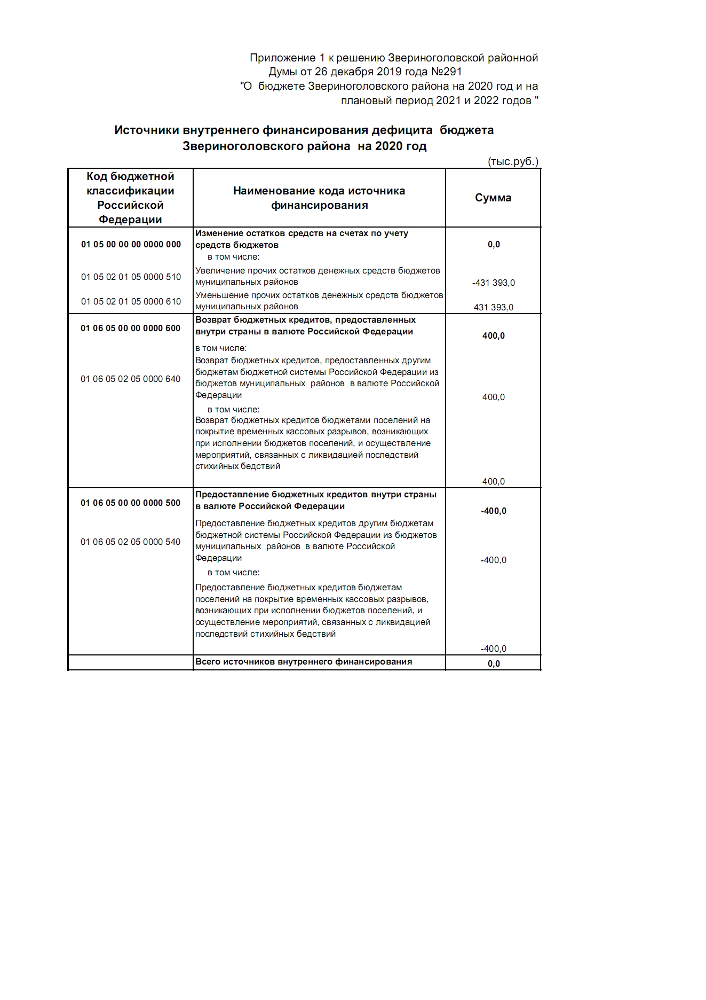 Приложение 1 к решению Звериноголовской районной
Думы от 26 декабря 2019 года №291
"О бюджете Звериноголовского района на 2020 год и на
плановый период 2021 и 2022 годов "
Источники внутреннего финансирования дефицита бюджета
Звериноголовского района на 2020 год
(тыс.руб.)
Код бюджетной
классификации
Российской
Федерации
Наименование кода источника
финансирования
Сумма
01 05 00 00 00 0000 000
Изменение остатков средств на счетах по учету
средств бюджетов
0,0
в том числе:
01 05 02 01 05 0000 510
Увеличение прочих остатков денежных средств бюджетов
муниципальных районов
-431 393,0
01 05 02 01 05 0000 610
Уменьшение прочих остатков денежных средств бюджетов
муниципальных районов
431 393,0
01 06 05 00 00 0000 600
Возврат бюджетных кредитов, предоставленных
внутри страны в валюте Российской Федерации
400,0
в том числе:
01 06 05 02 05 0000 640
Возврат бюджетных кредитов, предоставленных другим
бюджетам бюджетной системы Российской Федерации из
бюджетов муниципальных районов в валюте Российской
Федерации
400,0
в том числе:
Возврат бюджетных кредитов бюджетами поселений на
покрытие временных кассовых разрывов, возникающих
при исполнении бюджетов поселений, и осуществление
мероприятий, связанных с ликвидацией последствий
стихийных бедствий
400,0
01 06 05 00 00 0000 500
Предоставление бюджетных кредитов внутри страны
в валюте Российской Федерации
-400,0
01 06 05 02 05 0000 540
Предоставление бюджетных кредитов другим бюджетам
бюджетной системы Российской Федерации из бюджетов
муниципальных районов в валюте Российской
Федерации
-400,0
в том числе:
Предоставление бюджетных кредитов бюджетам
поселений на покрытие временных кассовых разрывов,
возникающих при исполнении бюджетов поселений, и
осуществление мероприятий, связанных с ликвидацией
последствий стихийных бедствий
-400,0
Всего источников внутреннего финансирования
0,0